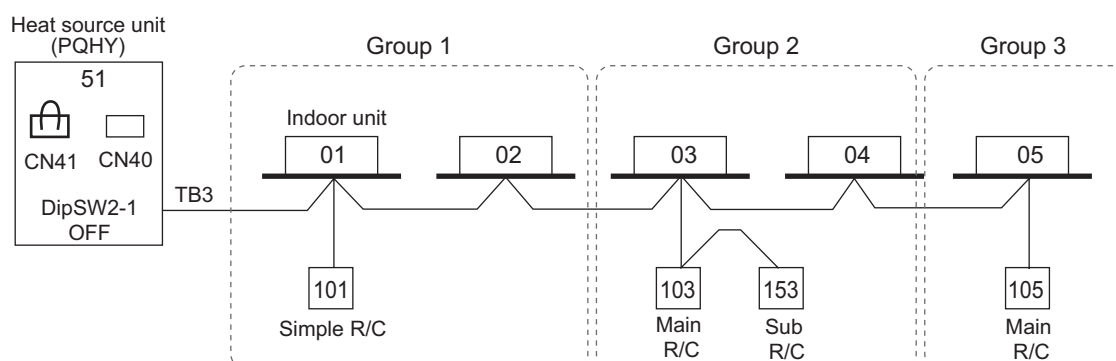 Heat source unit
(PQHY)
51
CN41 CN40
DipSW2-1
OFF
TB3
Group 1
Indoor unit
01
02
101
Simple R/C
Group 2
03
04
103
Main
R/C
153
Sub
R/C
Group 3
05
105
Main
R/C